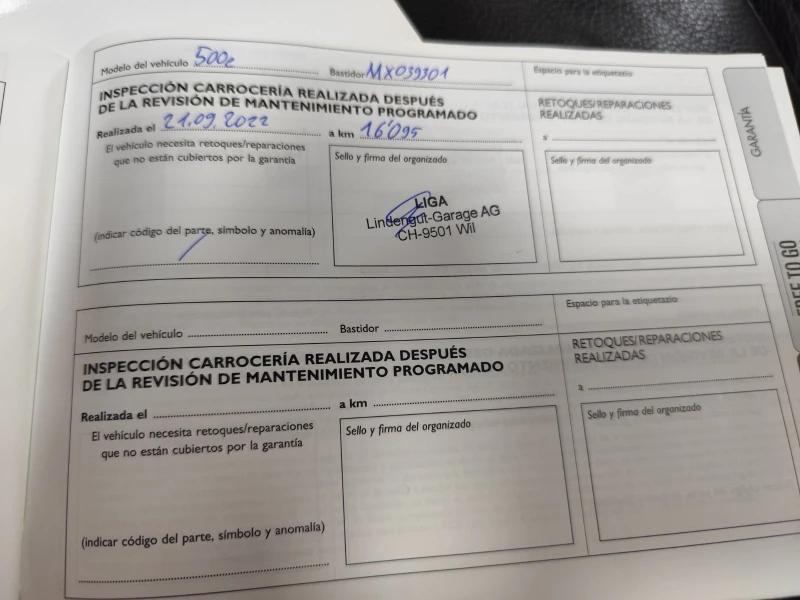 Modelo del vehículo 500e
Bastidor MX039301
Espacio para la etiquetazio
INSPECCIÓN CARROCERÍA REALIZADA DESPUÉS
DE LA REVISIÓN DE MANTENIMIENTO PROGRAMADO
RETOQUES/REPARACIONES
REALIZADAS
Realizada el 21.09.2022
a km 16'095
a
El vehículo necesita retoques/reparaciones
que no están cubiertos por la garantía
Sello y firma del organizado
Sello y firma del organizado
LIGA
Lindengut-Garage AG
CH-9501 Wil
(indicar código del parte, símbolo y anomalía)
GARANTÍA
FREE TO GO
Modelo del vehículo
Bastidor
Espacio para la etiquetazio
INSPECCIÓN CARROCERÍA REALIZADA DESPUÉS
DE LA REVISIÓN DE MANTENIMIENTO PROGRAMADO
RETOQUES/REPARACIONES
REALIZADAS
Realizada el
a km
a
El vehículo necesita retoques/reparaciones
que no están cubiertos por la garantía
Sello y firma del organizado
Sello y firma del organizado
(indicar código del parte, símbolo y anomalía)